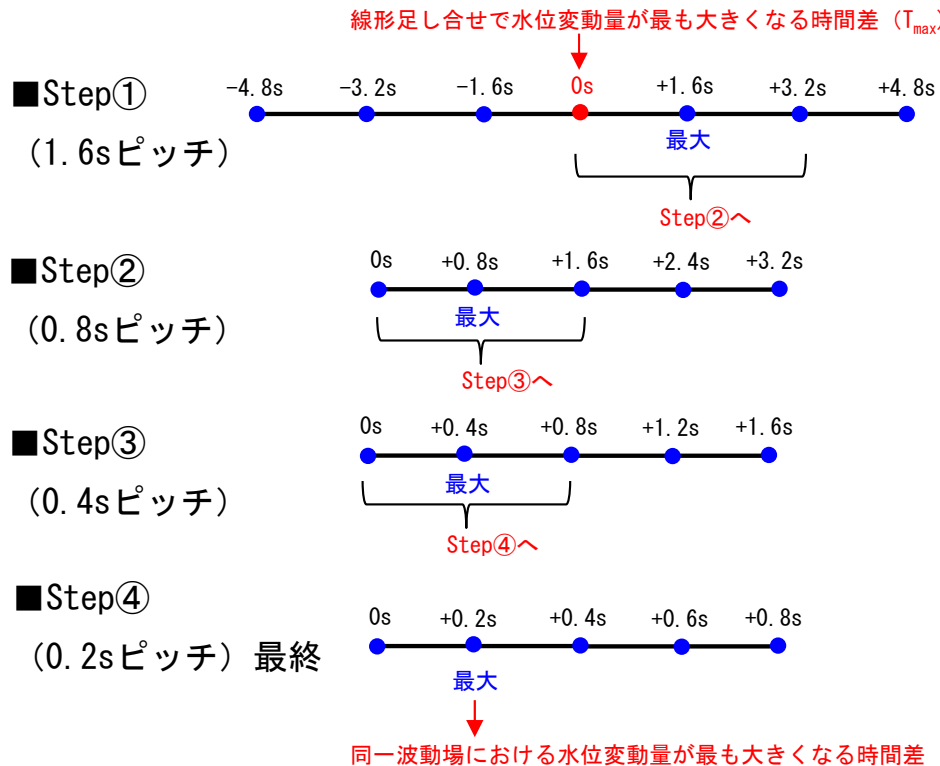 線形足し合せで水位変動量が最も大きくなる時間差（Tmax）
■Step①
-4.8s -3.2s -1.6s 0s +1.6s +3.2s +4.8s
（1.6sピッチ）
最大
Step②へ
■Step②
0s +0.8s +1.6s +2.4s +3.2s
（0.8sピッチ）
最大
Step③へ
■Step③
0s +0.4s +0.8s +1.2s +1.6s
（0.4sピッチ）
最大
Step④へ
■Step④
0s +0.2s +0.4s +0.6s +0.8s
（0.2sピッチ）最終
最大
同一波動場における水位変動量が最も大きくなる時間差